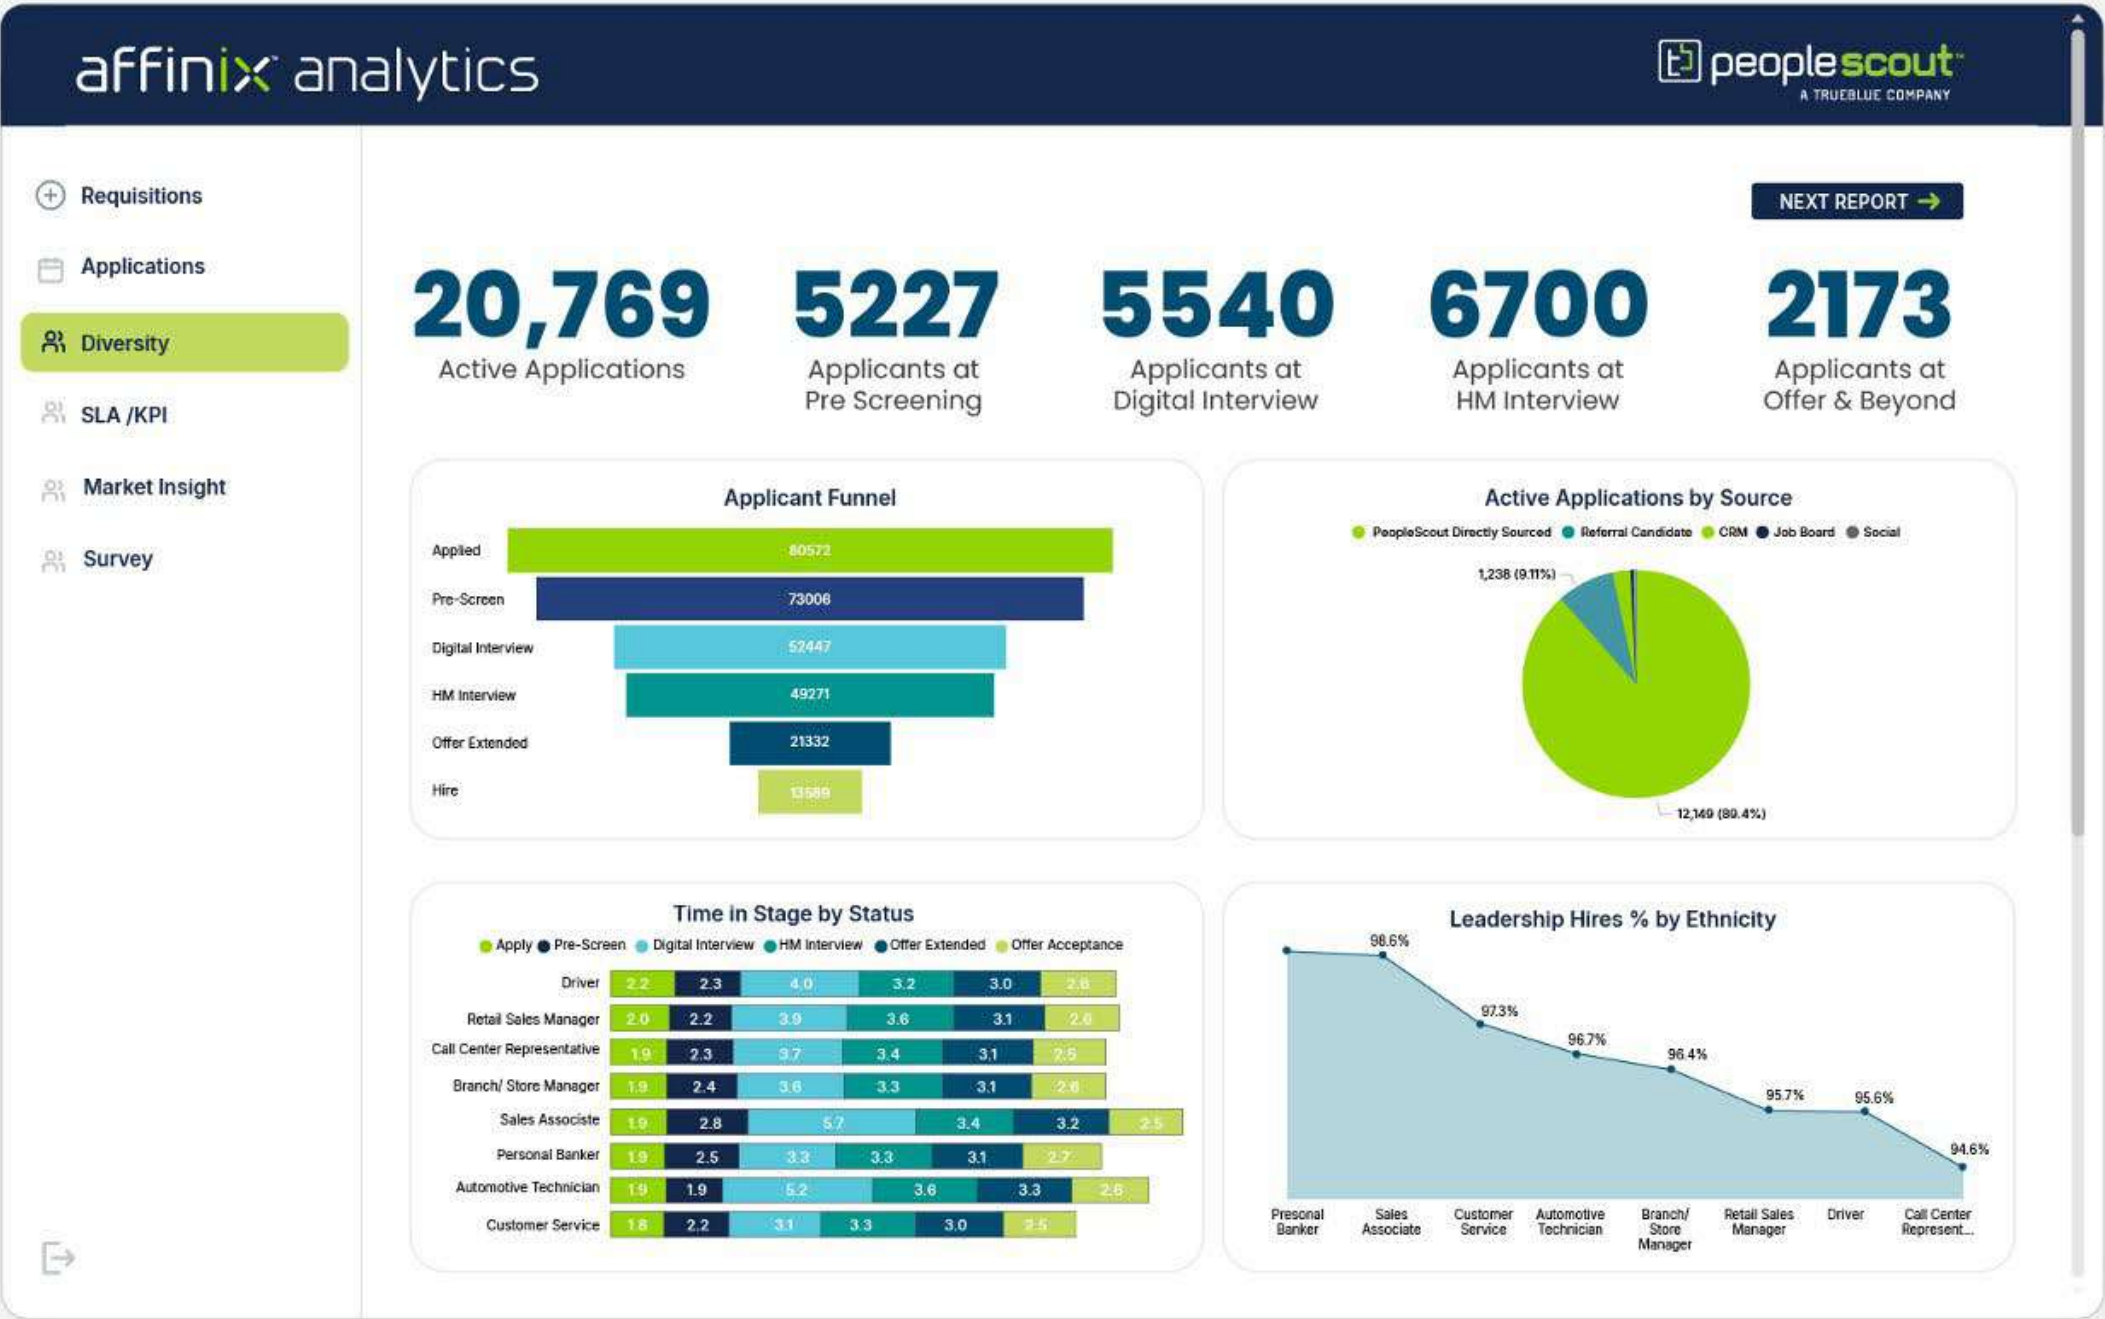 affinix analytics
peoplescout
A TRUEBLUE COMPANY
Requisitions
Applications
Diversity
SLA /KPI
Market Insight
Survey
NEXT REPORT
20,769
Active Applications
5227
Applicants at
Pre Screening
5540
Applicants at
Digital Interview
6700
Applicants at
HM Interview
2173
Applicants at
Offer & Beyond
Applicant Funnel
Applied 80572
Pre-Screen 73006
Digital Interview 52447
HM Interview 49271
Offer Extended 21332
Hire 13589
Active Applications by Source
PeopleScout Directly Sourced Referral Candidate CRM Job Board Social
1,238 (9.11%)
12,149 (89.4%)
Time in Stage by Status
Apply Pre-Screen Digital Interview HM Interview Offer Extended Offer Acceptance
Driver 2.2 2.3 4.0 3.2 3.0 2.6
Retail Sales Manager 2.0 2.2 3.9 3.6 3.1 2.6
Call Center Representative 1.9 2.3 3.7 3.4 3.1 2.5
Branch/ Store Manager 1.9 2.4 3.6 3.3 3.1 2.6
Sales Associste 1.9 2.8 5.7 3.4 3.2 2.5
Personal Banker 1.9 2.5 3.3 3.3 3.1 2.7
Automotive Technician 1.9 1.9 5.2 3.6 3.3 2.6
Customer Service 1.8 2.2 3.1 3.3 3.0 2.5
Leadership Hires % by Ethnicity
98.6%
97.3%
96.7%
96.4%
95.7%
95.6%
94.6%
Presonal
Banker
Sales
Associate
Customer
Service
Automotive
Technician
Branch/
Store
Manager
Retail Sales
Manager
Driver
Call Center
Represent...